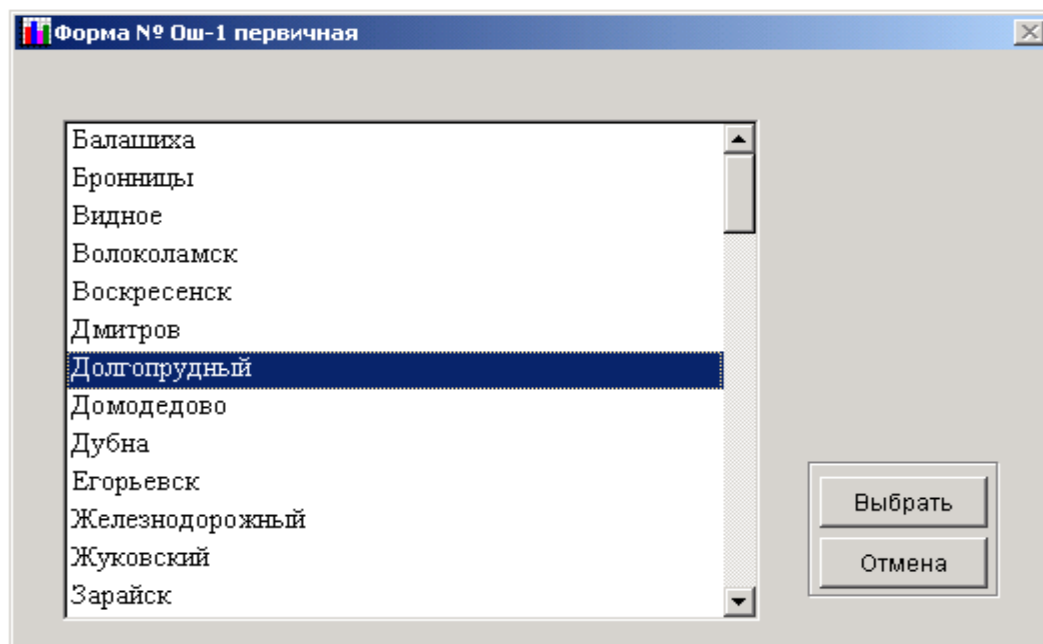 Форма № Ош-1 первичная
Балашиха
Бронницы
Видное
Волоколамск
Воскресенск
Дмитров
Долгопрудный
Домодедово
Дубна
Егорьевск
Железнодорожный
Жуковский
Зарайск
Выбрать
Отмена